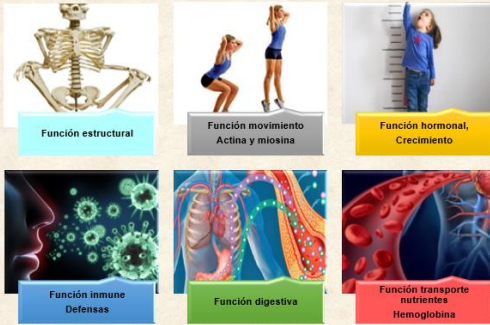 Función estructural
Función movimiento
Actina y miosina
Función hormonal,
Crecimiento
Función inmune
Defensas
Función digestiva
Función transporte
nutrientes
Hemoglobina